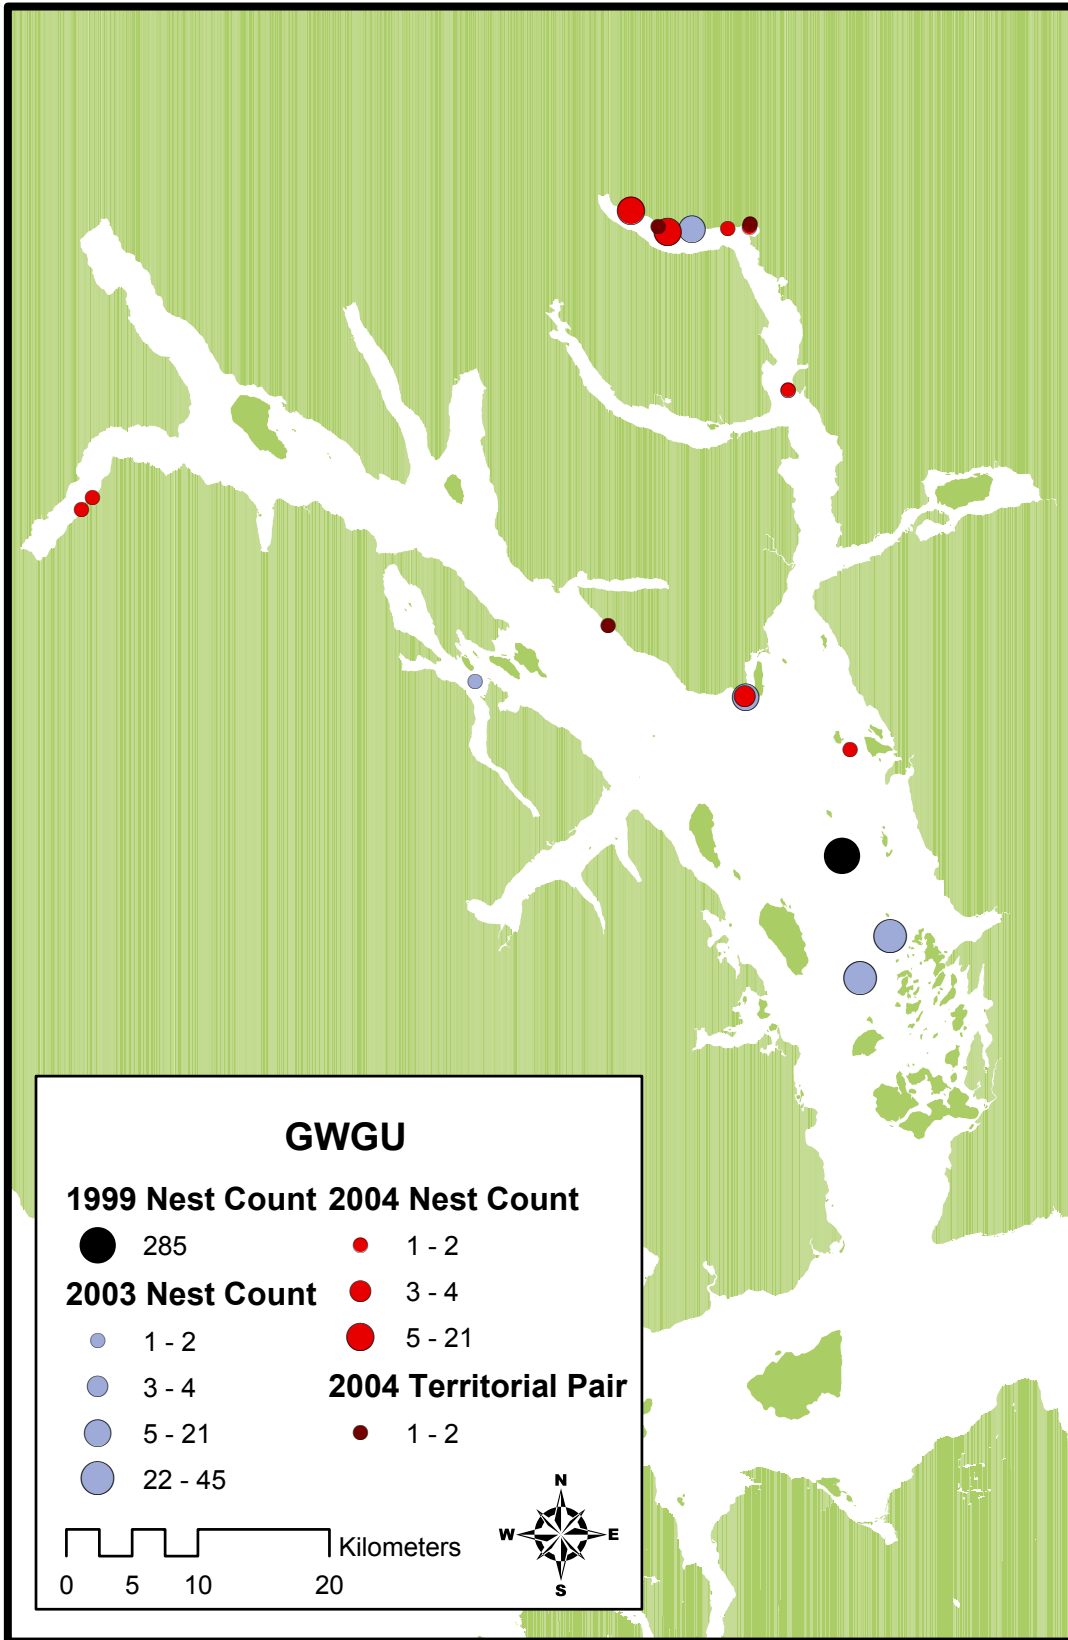 GWGU
1999 Nest Count
285
2003 Nest Count
1 - 2
3 - 4
5 - 21
22 - 45
2004 Nest Count
1 - 2
3 - 4
5 - 21
2004 Territorial Pair
1 - 2
Kilometers
0 5 10 20
N
W E
S